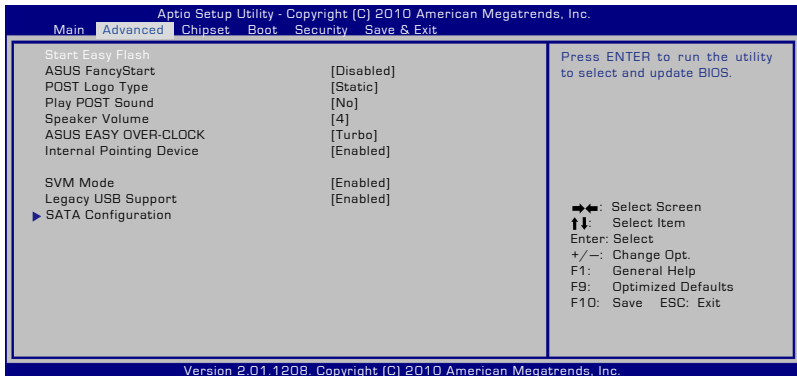 Aptio Setup Utility - Copyright (C) 2010 American Megatrends, Inc.
Main Advanced Chipset Boot Security Save & Exit
Start Easy Flash
ASUS FancyStart [Disabled]
POST Logo Type [Static]
Play POST Sound [No]
Speaker Volume [4]
ASUS EASY OVER-CLOCK [Turbo]
Internal Pointing Device [Enabled]
SVM Mode [Enabled]
Legacy USB Support [Enabled]
SATA Configuration
Press ENTER to run the utility
to select and update BIOS.
→←: Select Screen
↑↓: Select Item
Enter: Select
+/—: Change Opt.
F1: General Help
F9: Optimized Defaults
F10: Save ESC: Exit
Version 2.01.1208. Copyright (C) 2010 American Megatrends, Inc.